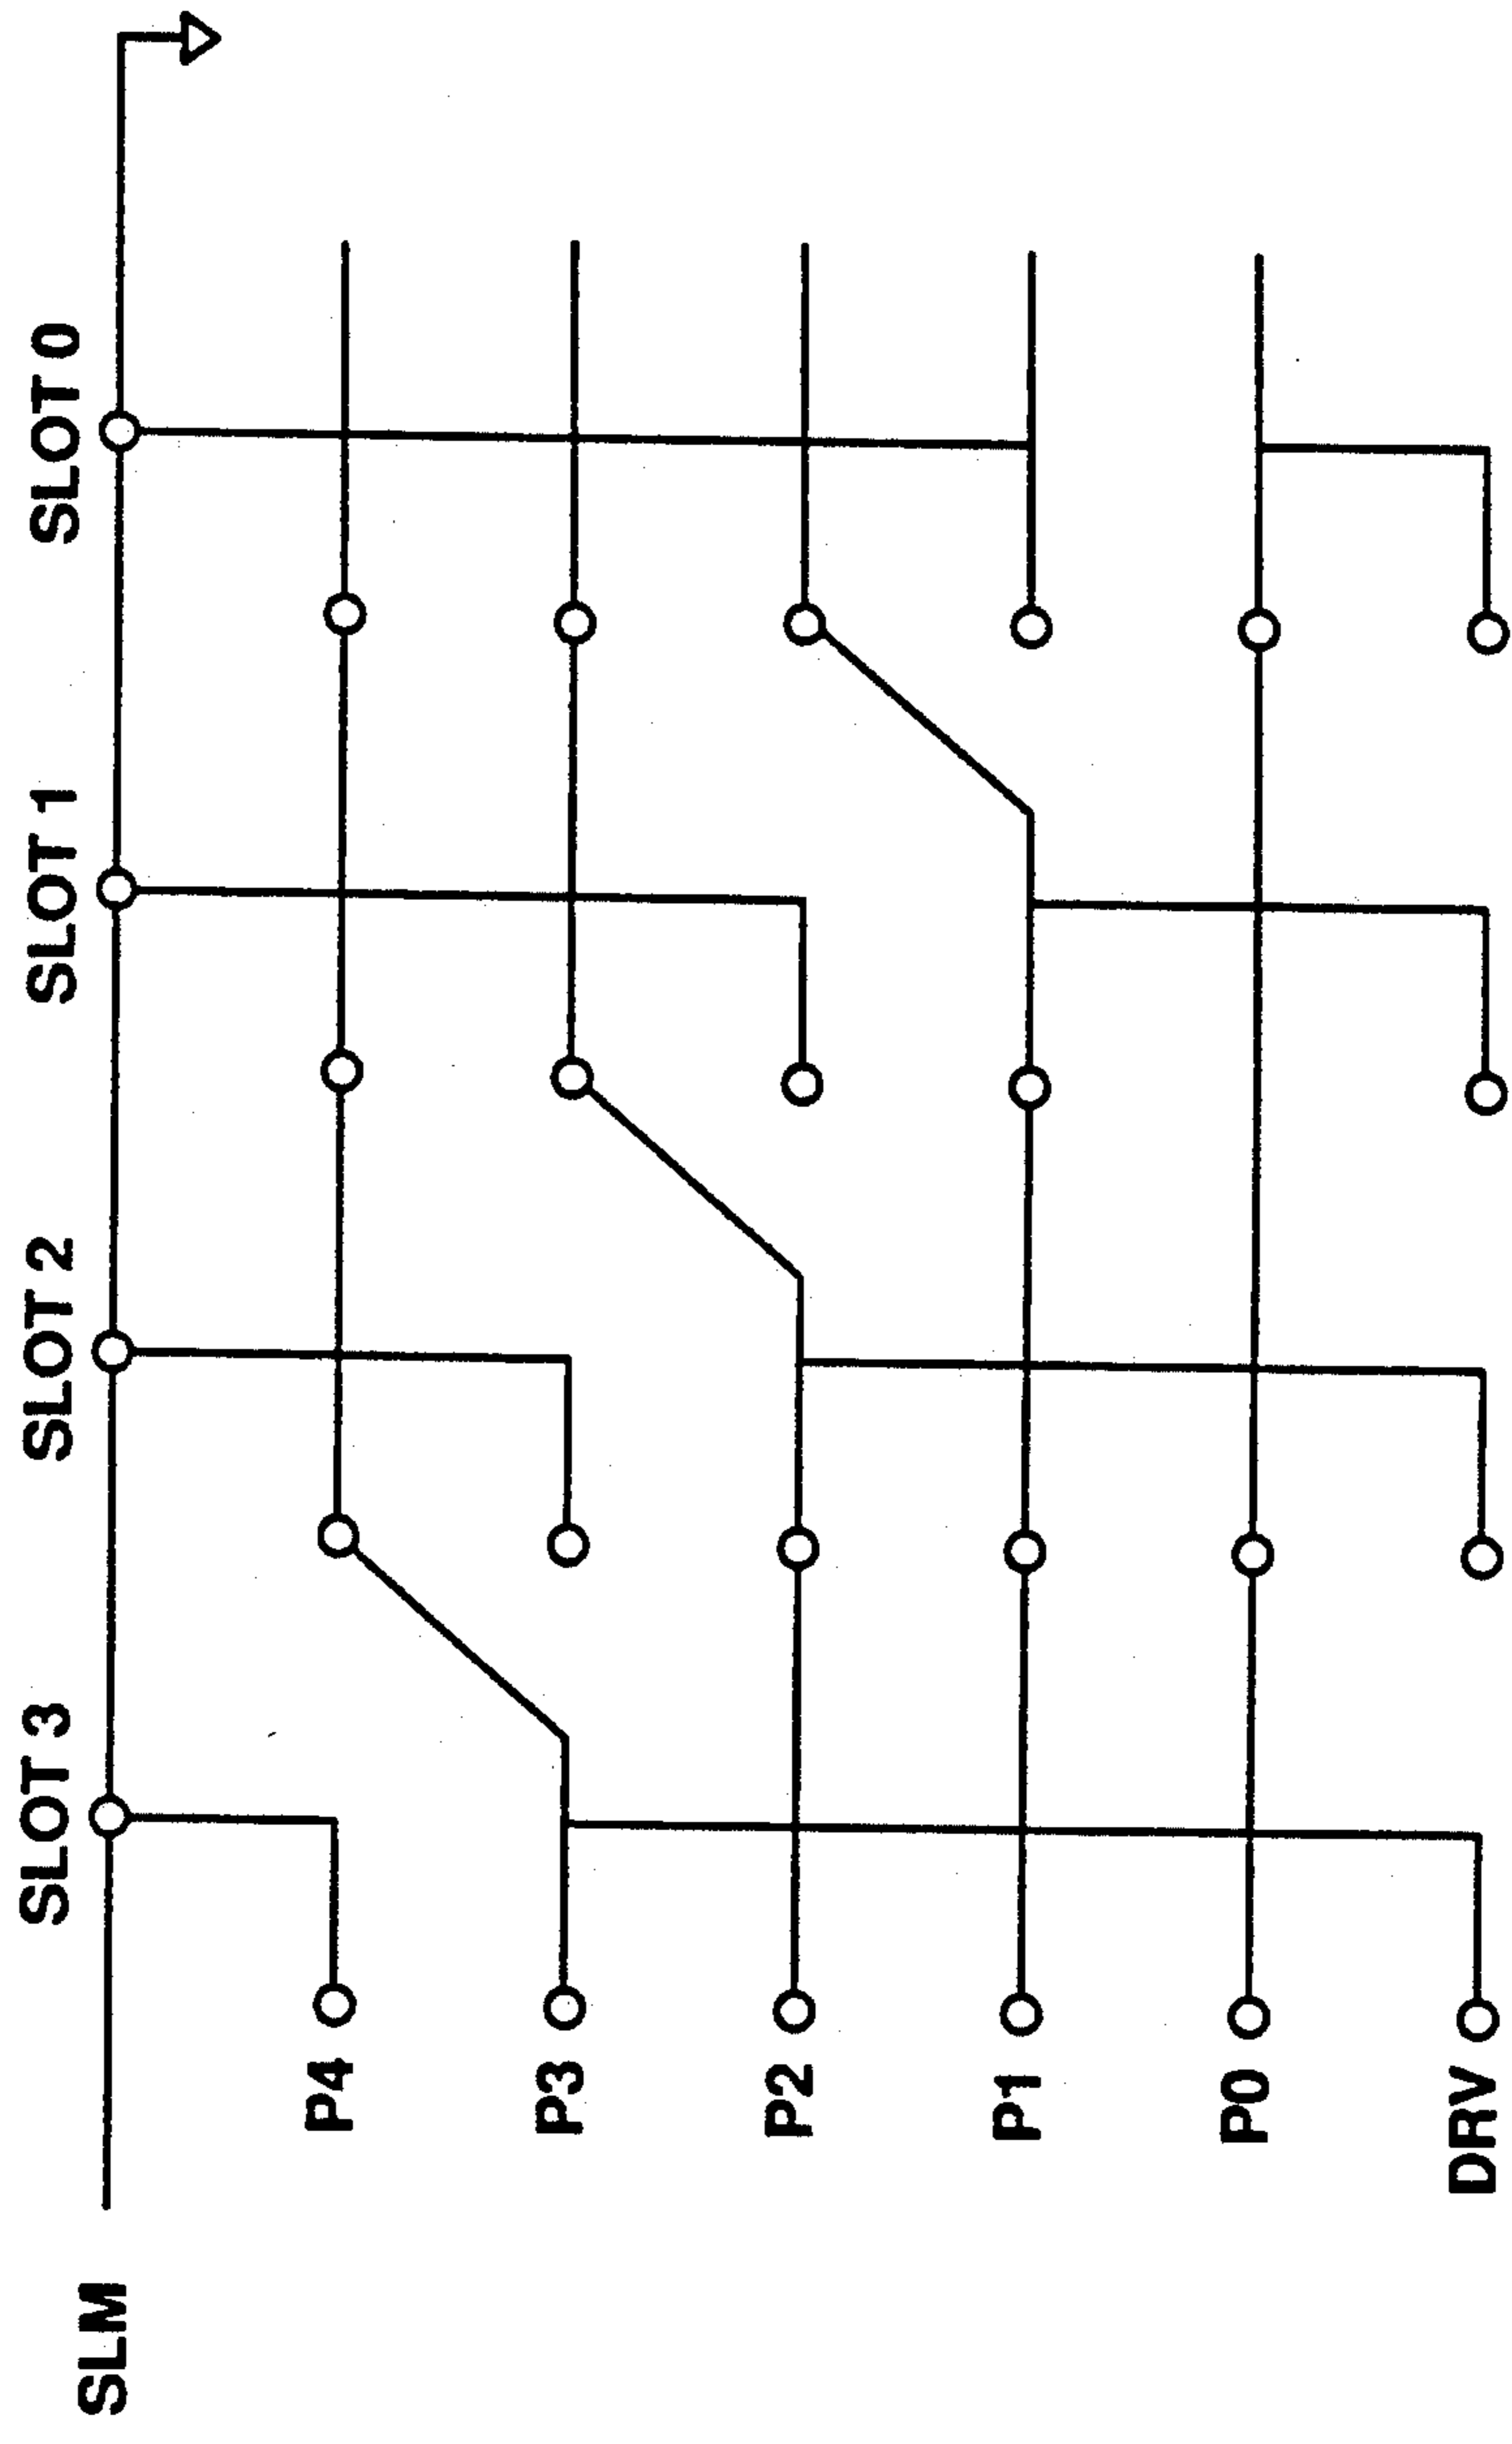 SLM
SLOT 3
SLOT 2
SLOT 1
SLOT 0
P4
P3
P2
P1
P0
DRV